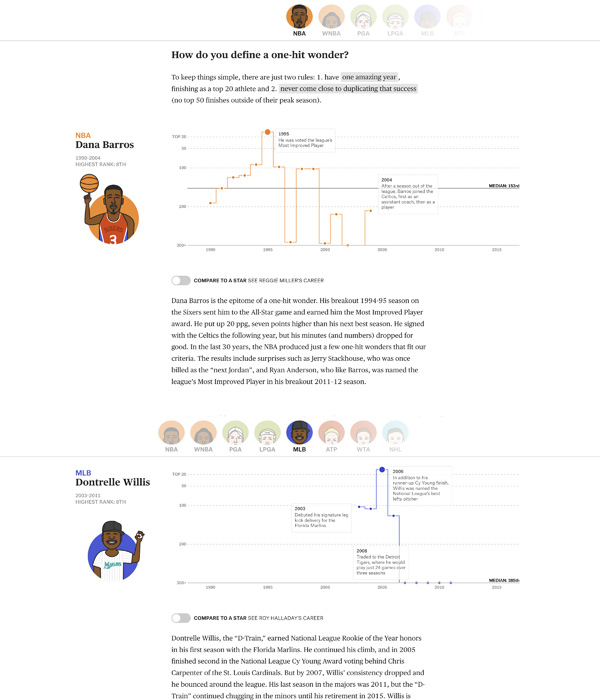 NBA WNBA PGA LPGA MLB
How do you define a one-hit wonder?
To keep things simple, there are just two rules: 1. have one amazing year,
finishing as a top 20 athlete and 2. never come close to duplicating that success
(no top 50 finishes outside of their peak season).
NBA
Dana Barros
1990-2004
HIGHEST RANK: 8TH
SIXERS
3
TOP 20
50
100
200
300+
1995
He was voted the league's
Most Improved Player
2004
After a season out of the
league, Barros joined the
Celtics, first as an
assistant coach, then as a
player
MEDIAN: 153rd
1990 1995 2000 2005 2010 2015
COMPARE TO A STAR SEE REGGIE MILLER'S CAREER
Dana Barros is the epitome of a one-hit wonder. His breakout 1994-95 season on
the Sixers sent him to the All-Star game and earned him the Most Improved Player
award. He put up 20 ppg, seven points higher than his next best season. He signed
with the Celtics the following year, but his minutes (and numbers) dropped for
good. In the last 30 years, the NBA produced just a few one-hit wonders that fit our
criteria. The results include surprises such as Jerry Stackhouse, who was once
billed as the “next Jordan”, and Ryan Anderson, who like Barros, was named the
league's Most Improved Player in his breakout 2011-12 season.
NBA WNBA PGA LPGA MLB ATP WTA NHL
MLB
Dontrelle Willis
2003-2011
HIGHEST RANK: 8TH
TOP 20
50
100
200
300+
2005
In addition to his
runner-up Cy Young finish,
Willis was named the
National League's best
lefty pitcher
2003
Debuted his signature leg
kick delivery for the
Florida Marlins
2008
Traded to the Detroit
Tigers, where he would
play just 24 games over
three seasons
1990 1995 2000 2005 2010 2015
COMPARE TO A STAR SEE ROY HALLADAY'S CAREER
Dontrelle Willis, the “D-Train,” earned National League Rookie of the Year honors
in his first season with the Florida Marlins. He continued his climb, and in 2005
finished second in the National League Cy Young Award voting behind Chris
Carpenter of the St. Louis Cardinals. But by 2007, Willis' consistency dropped and
he bounced around the league. His last season in the majors was 2011, but the “D-
Train” continued chugging in the minors until his retirement in 2015. Willis is